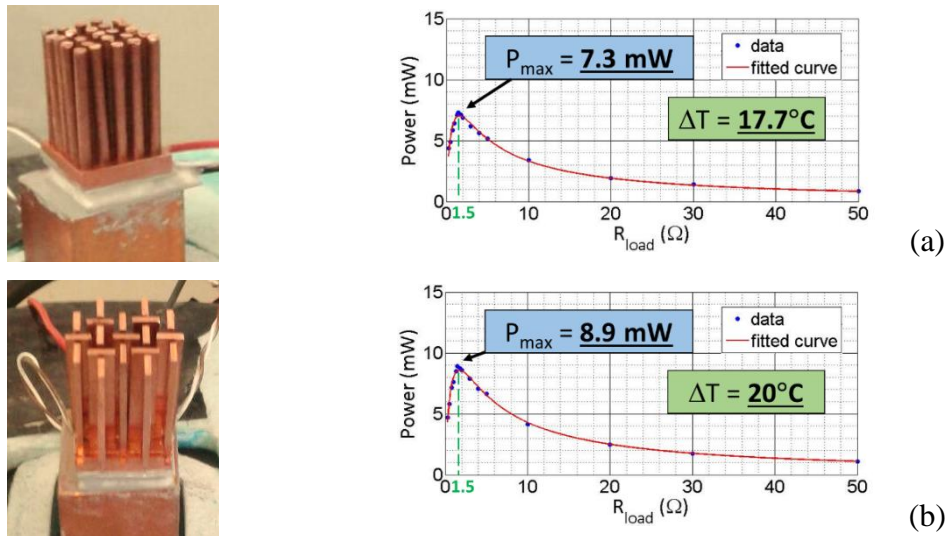 15
P_max = 7.3 mW
data
fitted curve
10
ΔT = 17.7°C
Power (mW)
5
0
0 1.5 10 20 30 40 50
R_load (Ω)
(a)
15
P_max = 8.9 mW
data
fitted curve
10
ΔT = 20°C
Power (mW)
5
0
0 1.5 10 20 30 40 50
R_load (Ω)
(b)